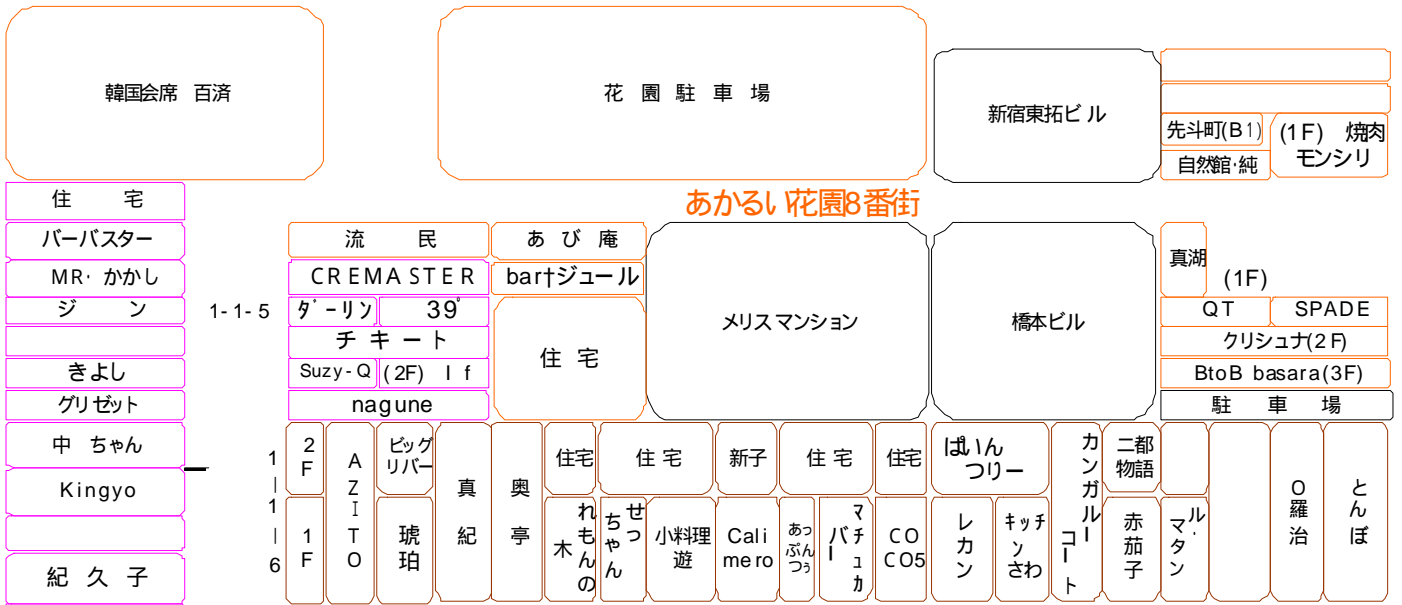 韓国会席 百済
花園駐車場
新宿東拓ビル
先斗町(B1)
(1F) 焼肉
モンシリ
自然館·純
あかるい花園8番街
住宅
バーバスター
MR· かかし
ジン
きよし
グリゼット
中 ちゃん
Kingyo
紀久子
1-1-5
流民
CREMASTER
ダーリン
39°
チキート
Suzy-Q
(2F) If
nagune
あび庵
bar†ジュール
住宅
メリスマンション
橋本ビル
真湖
(1F)
QT
SPADE
クリシュナ(2F)
BtoB basara(3F)
駐車場
1-1-6
2F
1F
AZITO
ビッグ
リバー
琥珀
真紀
奥亭
住宅
れもんの
木
住宅
せっ
ちゃん
小料理
遊
新子
Cali
mero
住宅
あっ
ぷん
つぅ
マチュカ
バー
住宅
CO
CO5
ぱいん
つりー
レカン
キッチ
ン
さわ
カンガルー
コート
二都
物語
赤茄子
ル·
マタン
O羅治
とんぼ